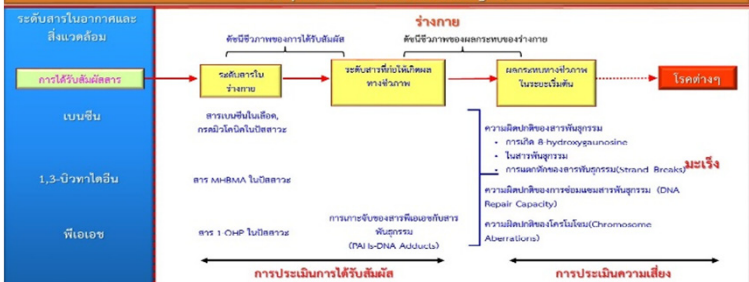 ระดับสารในอากาศและ
สิ่งแวดล้อม
ร่างกาย
ดัชนีชีวภาพของการได้รับสัมผัส
ดัชนีชีวภาพของผลกระทบของร่างกาย
การได้รับสัมผัสสาร
ระดับสารใน
ร่างกาย
ระดับสารที่ก่อให้เกิดผล
ทางชีวภาพ
ผลกระทบทางชีวภาพ
ในระยะเริ่มต้น
โรคต่างๆ
เบนซีน
สารเบนซีนในเลือด,
กรดมิวโคนิคในปัสสาวะ
ความผิดปกติของสารพันธุกรรม
• การเกิด 8-hydroxygaunosine
• ในสารพันธุกรรม
• การแตกหักของสารพันธุกรรม(Strand Breaks)
มะเร็ง
1,3-บิวทาไดอีน
สาร MHBMA ในปัสสาวะ
ความผิดปกติของการซ่อมแซมสารพันธุกรรม (DNA
Repair Capacity)
พีเอเอช
สาร 1-OHP ในปัสสาวะ
การเกาะจับของสารพีเอเอชกับสาร
พันธุกรรม
(PAHs-DNA Adducts)
ความผิดปกติของโครโมโซม(Chromosome
Aberrations)
การประเมินการได้รับสัมผัส
การประเมินความเสี่ยง